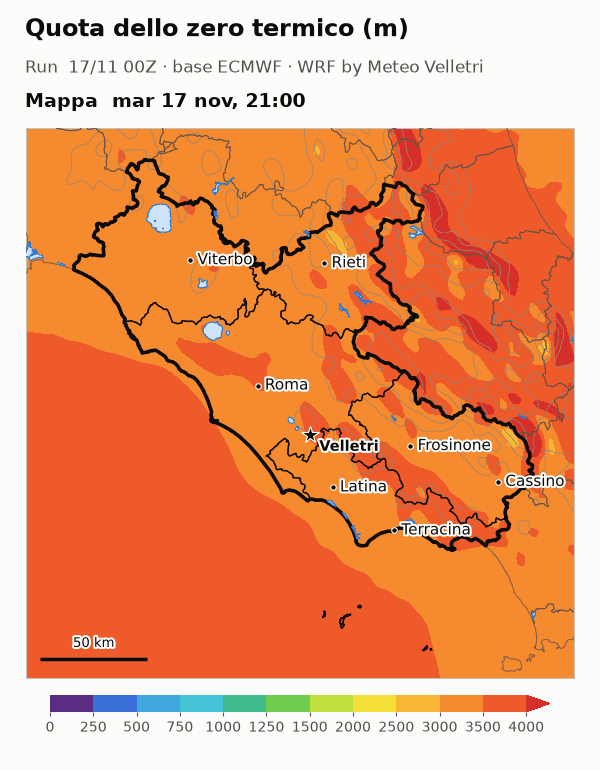 Quota dello zero termico (m)
Run  17/11 00Z · base ECMWF · WRF by Meteo Velletri
Mappa  mar 17 nov, 21:00
Viterbo
Rieti
Roma
Velletri
Frosinone
Latina
Cassino
Terracina
50 km
0 250 500 750 1000 1250 1500 2000 2500 3000 3500 4000